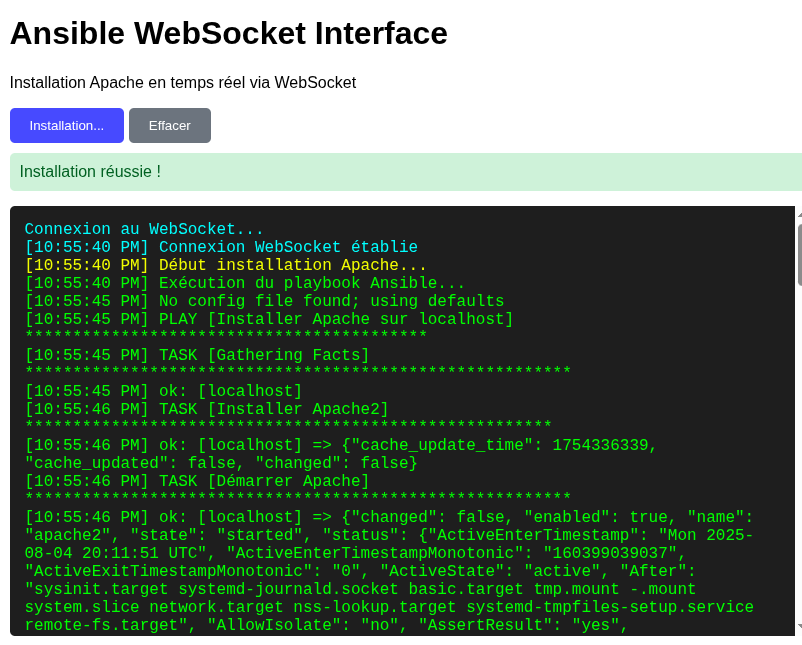 Ansible WebSocket Interface
Installation Apache en temps réel via WebSocket
Installation... Effacer
Installation réussie !
Connexion au WebSocket...
[10:55:40 PM] Connexion WebSocket établie
[10:55:40 PM] Début installation Apache...
[10:55:40 PM] Exécution du playbook Ansible...
[10:55:45 PM] No config file found; using defaults
[10:55:45 PM] PLAY [Installer Apache sur localhost]
******************************************
[10:55:45 PM] TASK [Gathering Facts]
*********************************************************
[10:55:45 PM] ok: [localhost]
[10:55:46 PM] TASK [Installer Apache2]
*******************************************************
[10:55:46 PM] ok: [localhost] => {"cache_update_time": 1754336339,
"cache_updated": false, "changed": false}
[10:55:46 PM] TASK [Démarrer Apache]
*********************************************************
[10:55:46 PM] ok: [localhost] => {"changed": false, "enabled": true, "name":
"apache2", "state": "started", "status": {"ActiveEnterTimestamp": "Mon 2025-
08-04 20:11:51 UTC", "ActiveEnterTimestampMonotonic": "160399039037",
"ActiveExitTimestampMonotonic": "0", "ActiveState": "active", "After":
"sysinit.target systemd-journald.socket basic.target tmp.mount -.mount
system.slice network.target nss-lookup.target systemd-tmpfiles-setup.service
remote-fs.target", "AllowIsolate": "no", "AssertResult": "yes",